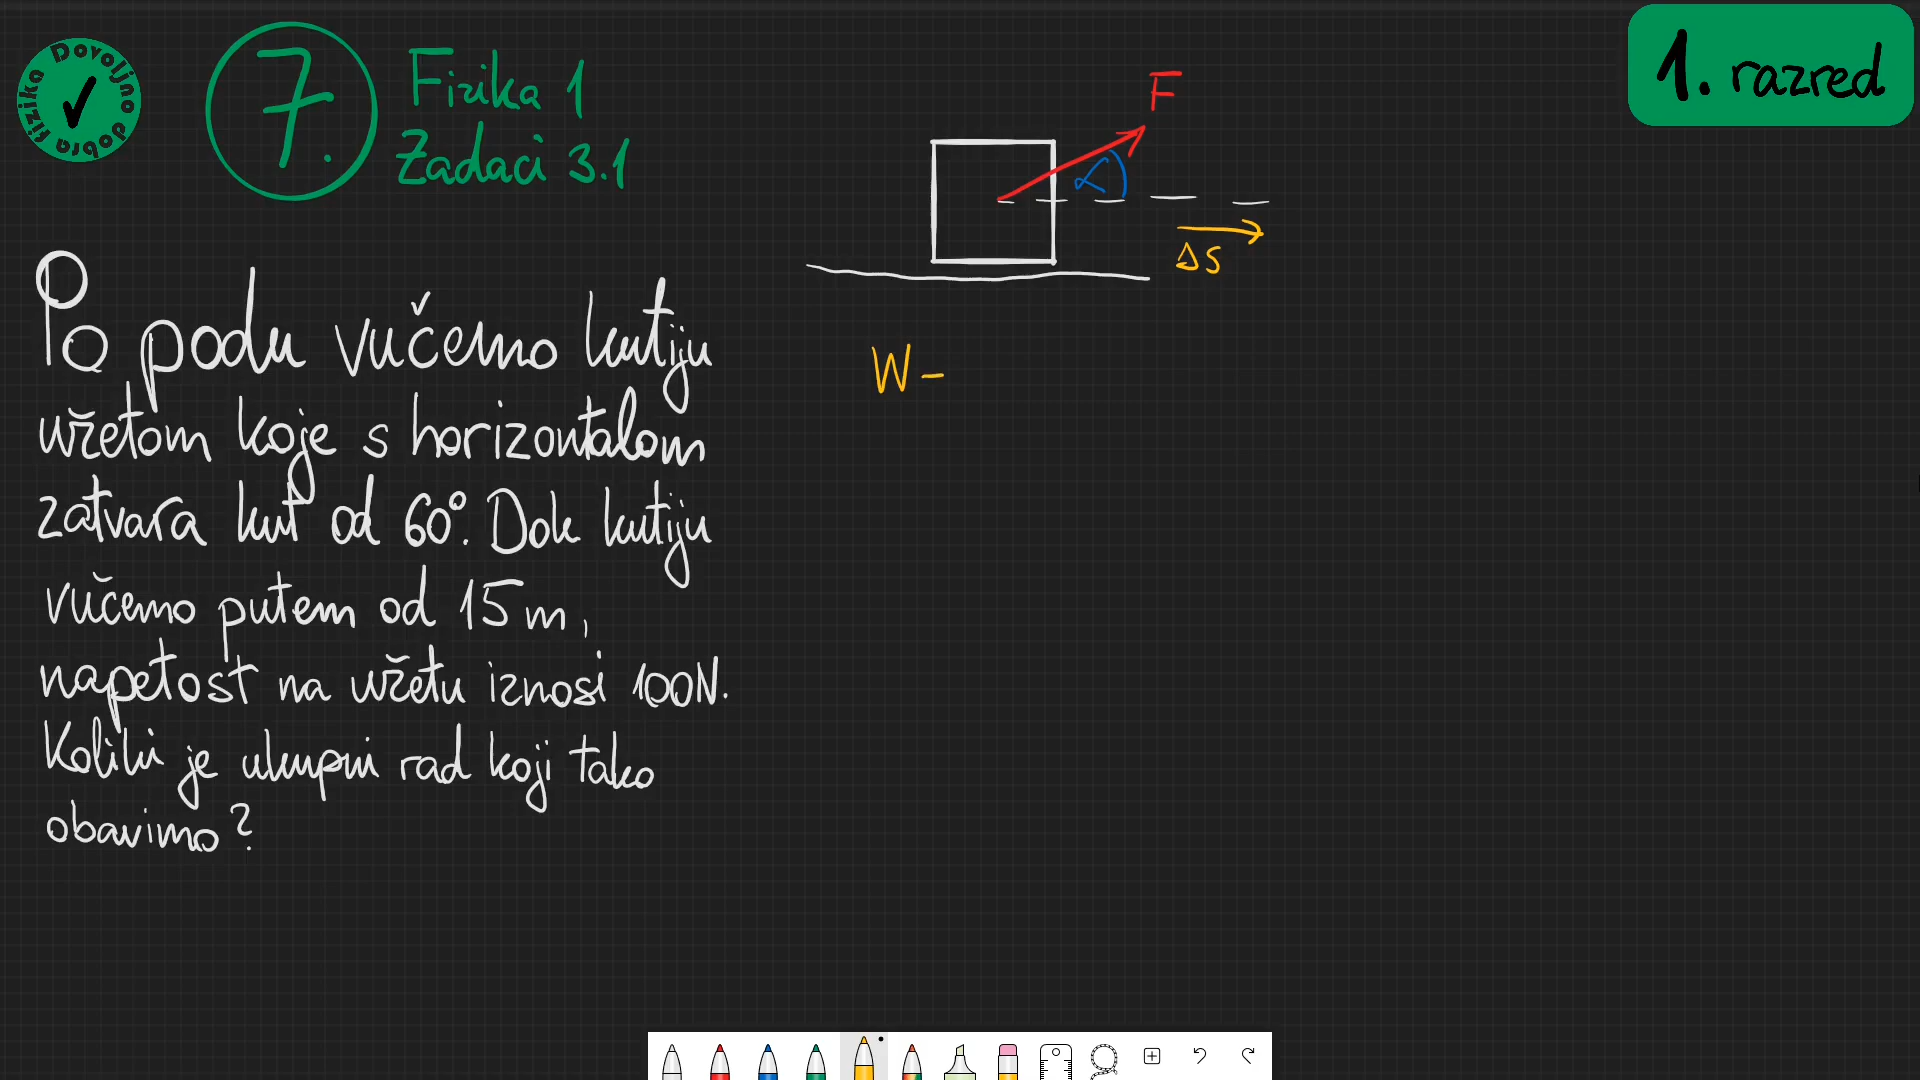 Dovoljno dobra fizika
7.
Fizika 1
Zadaci 3.1
1. razred
Po podu vučemo kutiju
užetom koje s horizontalom
zatvara kut od 60°. Dok kutiju
vučemo putem od 15 m,
napetost na užetu iznosi 100N.
Koliki je ukupni rad koji tako
obavimo?
F
α
Δs
W-